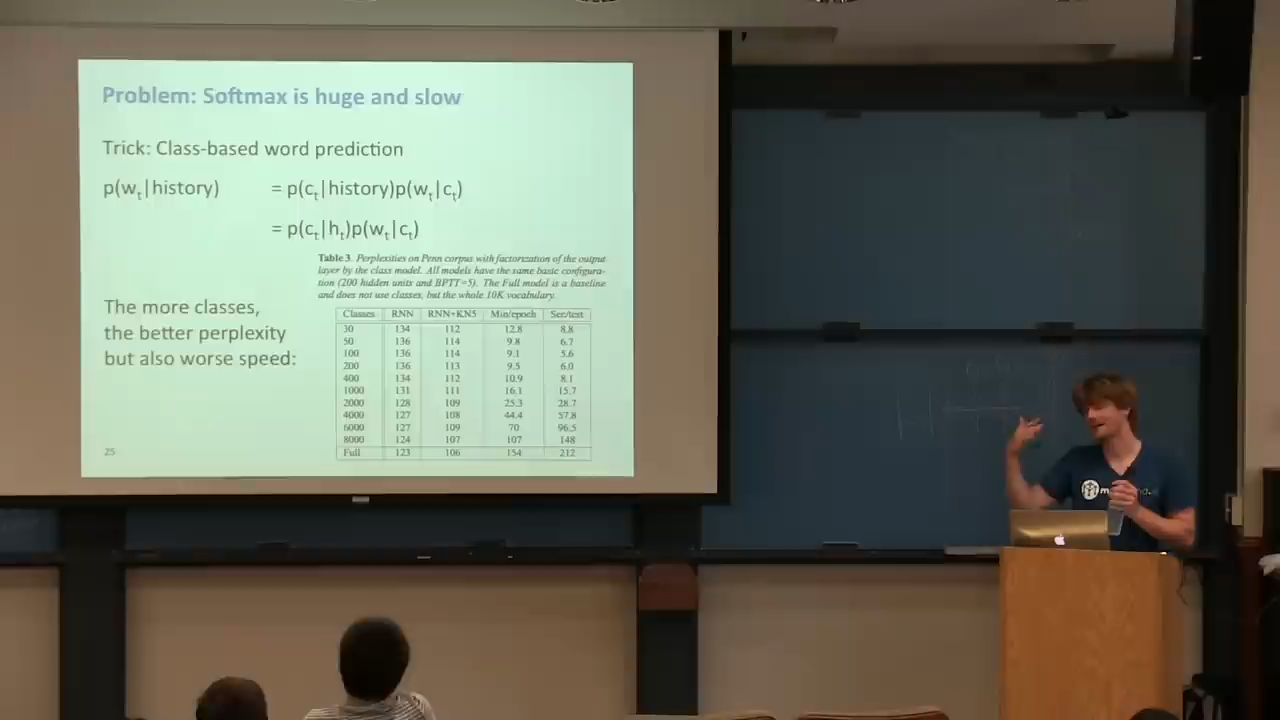 Problem: Softmax is huge and slow
Trick: Class-based word prediction
p(wₜ|history) = p(cₜ|history)p(wₜ|cₜ)
= p(cₜ|hₜ)p(wₜ|cₜ)
Table 3. Perplexities on Penn corpus with factorization of the output
layer by the class model. All models have the same basic configura-
tion (200 hidden units and BPTT=5). The Full model is a baseline
and does not use classes, but the whole 10K vocabulary.
The more classes,
the better perplexity
but also worse speed:
Classes RNN RNN+KN5 Min/epoch Sec/test
30 134 112 12.8 8.8
50 136 114 9.8 6.7
100 136 114 9.1 5.6
200 136 113 9.5 6.0
400 134 112 10.9 8.1
1000 131 111 16.1 15.7
2000 128 109 25.3 28.7
4000 127 108 44.4 57.8
6000 127 109 70 96.5
8000 124 107 107 148
Full 123 106 154 212
25